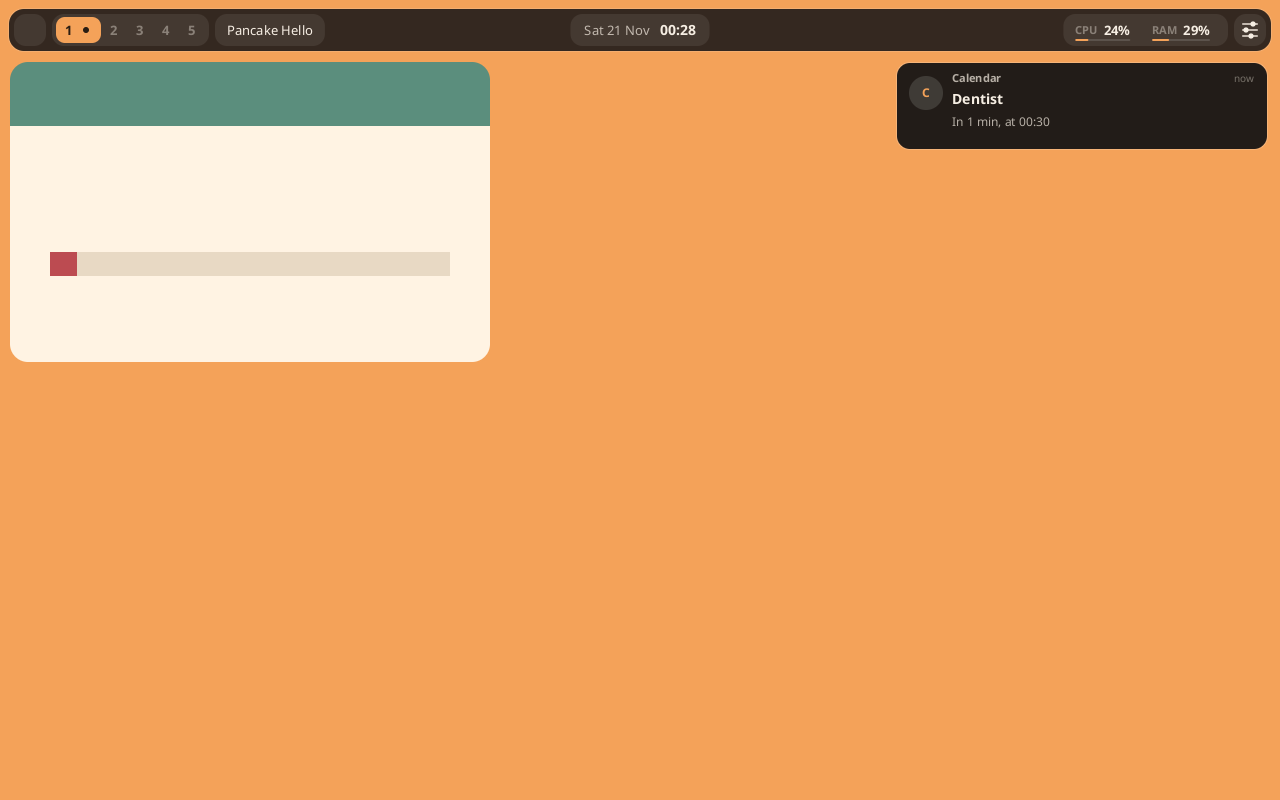 1 2 3 4 5 Pancake Hello Sat 21 Nov 00:28 CPU 24% RAM 29%
Calendar now
C
Dentist
In 1 min, at 00:30